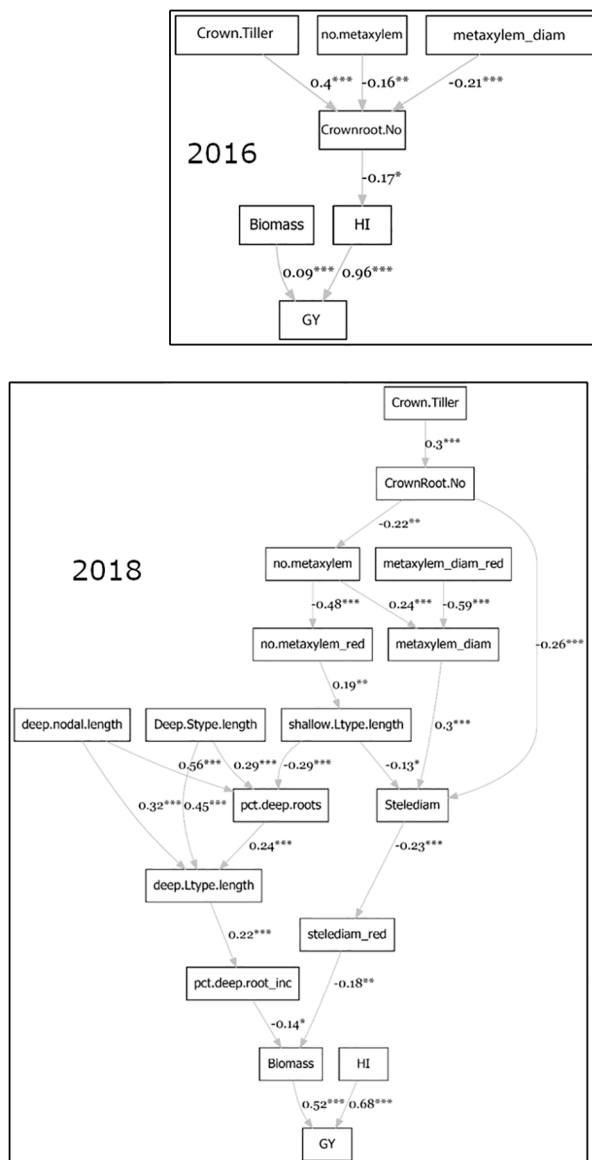 Crown.Tiller no.metaxylem metaxylem_diam
0.4*** -0.16** -0.21***
Crownroot.No
2016
-0.17*
Biomass HI
0.09*** 0.96***
GY
Crown.Tiller
0.3***
CrownRoot.No
-0.22**
2018
no.metaxylem metaxylem_diam_red
-0.48*** 0.24*** -0.59***
no.metaxylem_red metaxylem_diam -0.26***
0.19**
deep.nodal.length Deep.Stype.length shallow.Ltype.length 0.3***
0.56*** 0.29*** -0.29*** -0.13*
0.32*** 0.45*** pct.deep.roots Stelediam
0.24*** -0.23***
deep.Ltype.length
0.22*** stelediam_red
pct.deep.root_inc -0.18**
-0.14*
Biomass HI
0.52*** 0.68***
GY